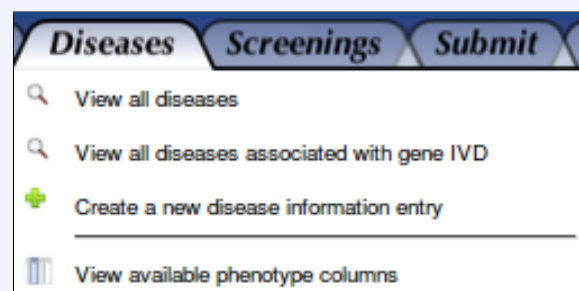 Diseases Screenings Submit
View all diseases
View all diseases associated with gene IVD
Create a new disease information entry
View available phenotype columns